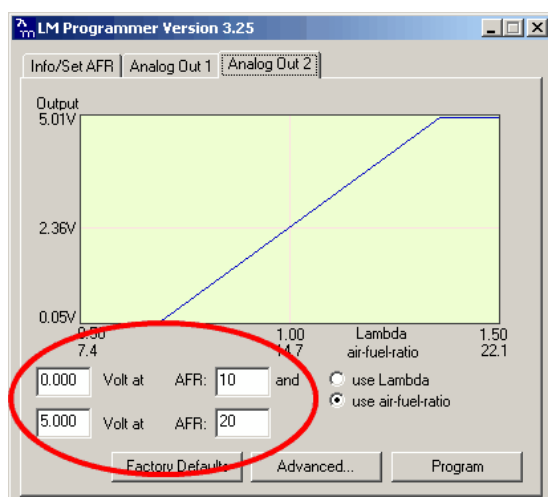 LM Programmer Version 3.25
Info/Set AFR Analog Out 1 Analog Out 2
Output
5.01V
2.36V
0.05V
0.50 1.00 Lambda 1.50
7.4 14.7 air-fuel-ratio 22.1
0.000 Volt at AFR: 10 and use Lambda
use air-fuel-ratio
5.000 Volt at AFR: 20
Factory Defaults Advanced... Program